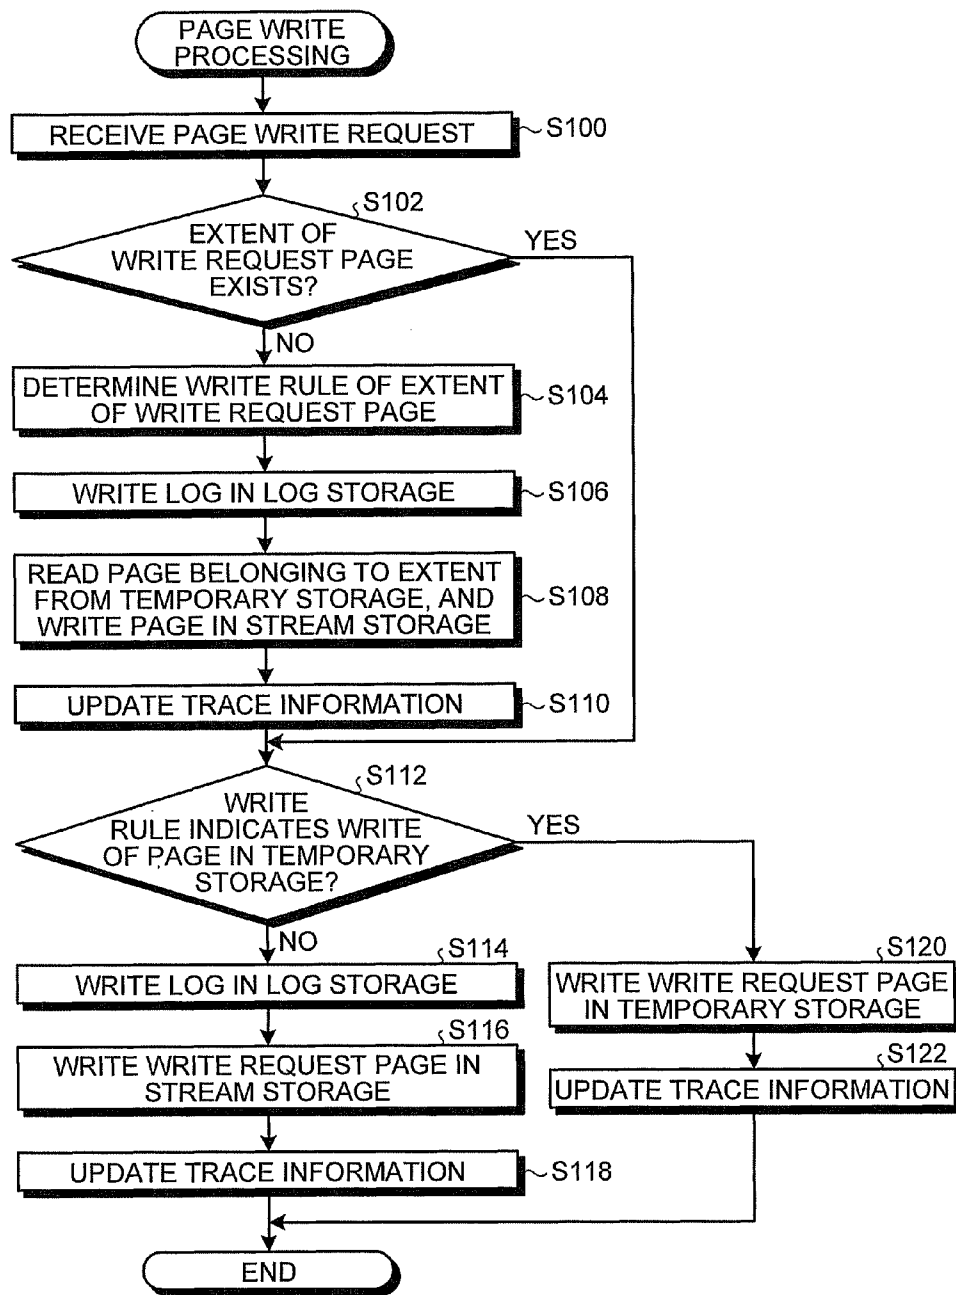 PAGE WRITE
PROCESSING
RECEIVE PAGE WRITE REQUEST
S100
S102
EXTENT OF
WRITE REQUEST PAGE
EXISTS?
YES
NO
DETERMINE WRITE RULE OF EXTENT
OF WRITE REQUEST PAGE
S104
WRITE LOG IN LOG STORAGE
S106
READ PAGE BELONGING TO EXTENT
FROM TEMPORARY STORAGE, AND
WRITE PAGE IN STREAM STORAGE
S108
UPDATE TRACE INFORMATION
S110
S112
WRITE
RULE INDICATES WRITE
OF PAGE IN TEMPORARY
STORAGE?
YES
NO
S114
WRITE LOG IN LOG STORAGE
S116
WRITE WRITE REQUEST PAGE IN
STREAM STORAGE
UPDATE TRACE INFORMATION
S118
S120
WRITE WRITE REQUEST PAGE
IN TEMPORARY STORAGE
S122
UPDATE TRACE INFORMATION
END